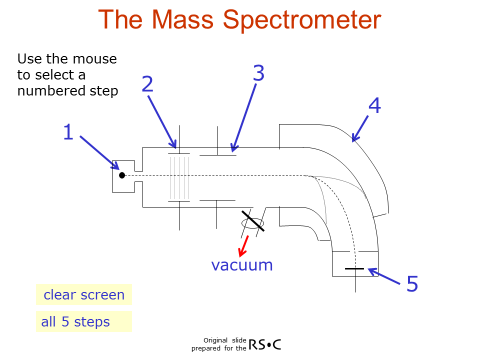 The Mass Spectrometer
Use the mouse
to select a
numbered step
1
2
3
4
vacuum
5
clear screen
all 5 steps
Original slide
prepared for the RS•C